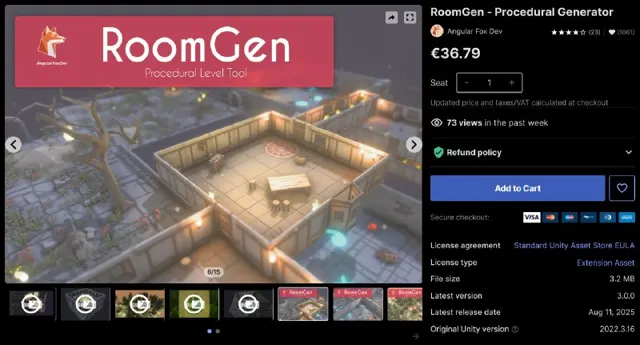 RoomGen
Procedural Level Tool
Angular Fox Dev
6/15
RoomGen
RoomGen - Procedural Generator
Angular Fox Dev
(23)
€36.79
Seat
- 1 +
Updated price and taxes/VAT calculated at checkout
73 views in the past week
Refund policy
Add to Cart
Secure checkout:
VISA
License agreement Standard Unity Asset Store EULA
License type Extension Asset
File size 3.2 MB
Latest version 3.0.0
Latest release date Aug 11, 2025
Original Unity version 2022.3.16